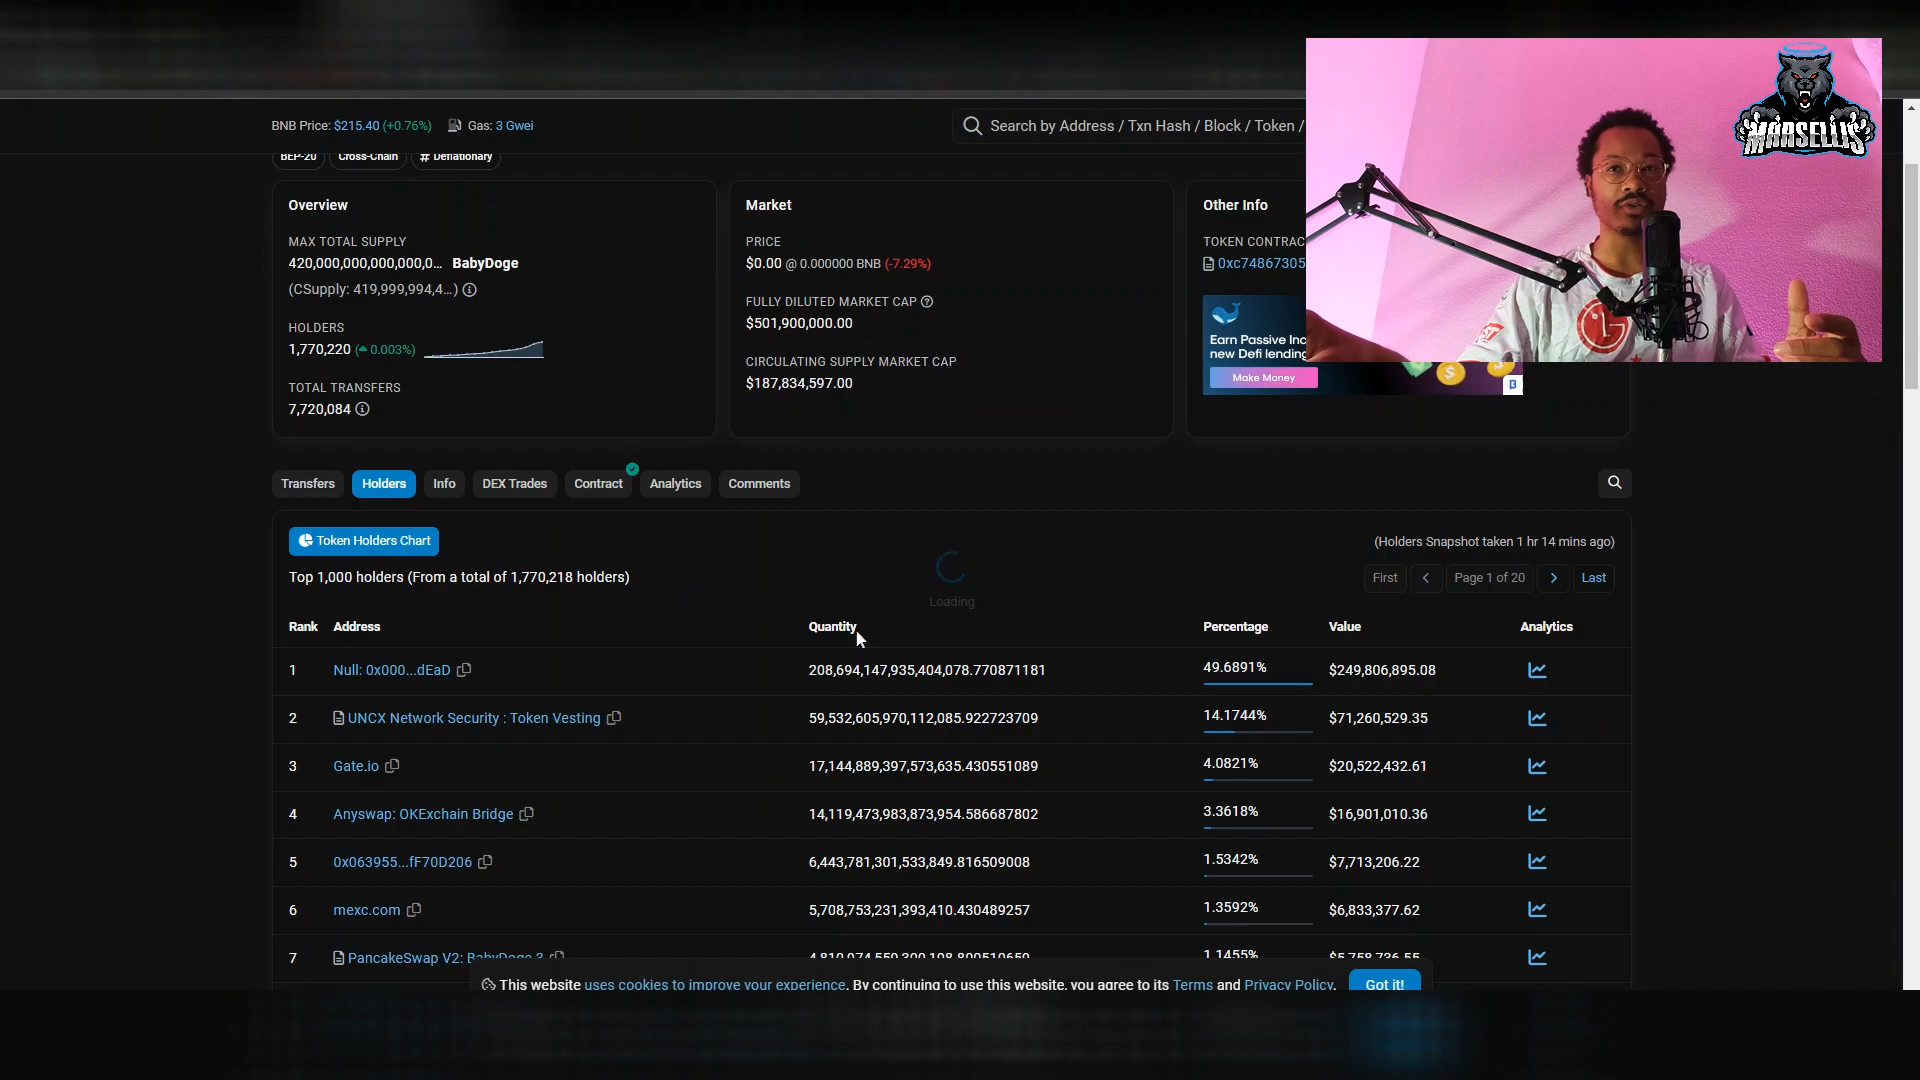 BNB Price: $215.40 (+0.76%) Gas: 3 Gwei
Search by Address / Txn Hash / Block / Token /
MARSELLIS
BEP-20 Cross-Chain # Deflationary
Overview
MAX TOTAL SUPPLY
420,000,000,000,000,0... BabyDoge
(CSupply: 419,999,994,4...)
HOLDERS
1,770,220 (0.003%)
TOTAL TRANSFERS
7,720,084
Market
PRICE
$0.00 @ 0.000000 BNB (-7.29%)
FULLY DILUTED MARKET CAP
$501,900,000.00
CIRCULATING SUPPLY MARKET CAP
$187,834,597.00
Other Info
TOKEN CONTRAC
0xc74867305
Earn Passive Inc
new Defi lending
Make Money
Transfers Holders Info DEX Trades Contract Analytics Comments
Token Holders Chart
(Holders Snapshot taken 1 hr 14 mins ago)
Top 1,000 holders (From a total of 1,770,218 holders)
First Page 1 of 20 Last
Loading
Rank Address Quantity Percentage Value Analytics
1 Null: 0x000...dEaD 208,694,147,935,404,078.770871181 49.6891% $249,806,895.08
2 UNCX Network Security : Token Vesting 59,532,605,970,112,085.922723709 14.1744% $71,260,529.35
3 Gate.io 17,144,889,397,573,635.430551089 4.0821% $20,522,432.61
4 Anyswap: OKExchain Bridge 14,119,473,983,873,954.586687802 3.3618% $16,901,010.36
5 0x063955...fF70D206 6,443,781,301,533,849.816509008 1.5342% $7,713,206.22
6 mexc.com 5,708,753,231,393,410.430489257 1.3592% $6,833,377.62
7 PancakeSwap V2: BabyDoge 3 1.1455%
This website uses cookies to improve your experience. By continuing to use this website, you agree to its Terms and Privacy Policy. Got it!